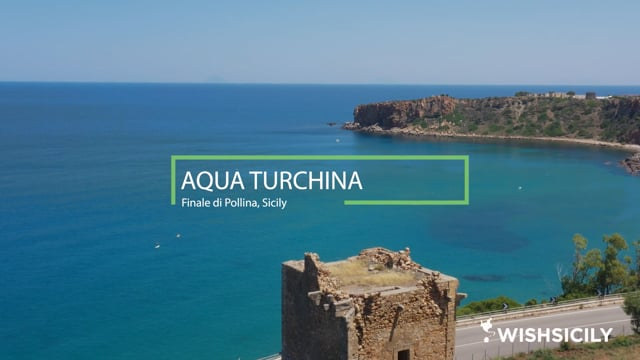 AQUA TURCHINA
Finale di Pollina, Sicily
WISHSICILY